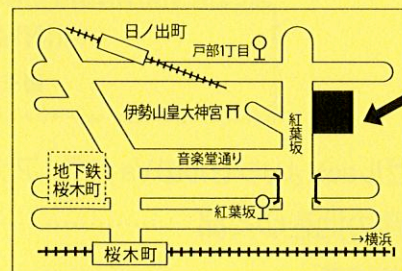 日ノ出町
戸部1丁目
伊勢山皇大神宮
紅葉坂
音楽堂通り
地下鉄
桜木町
紅葉坂
→横浜
桜木町